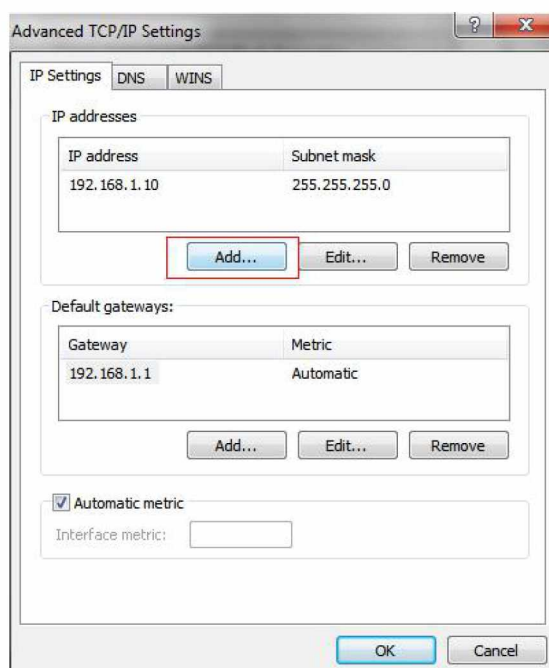 Advanced TCP/IP Settings
IP Settings DNS WINS
IP addresses
IP address Subnet mask
192.168.1.10 255.255.255.0
Add... Edit... Remove
Default gateways:
Gateway Metric
192.168.1.1 Automatic
Add... Edit... Remove
Automatic metric
Interface metric:
OK Cancel